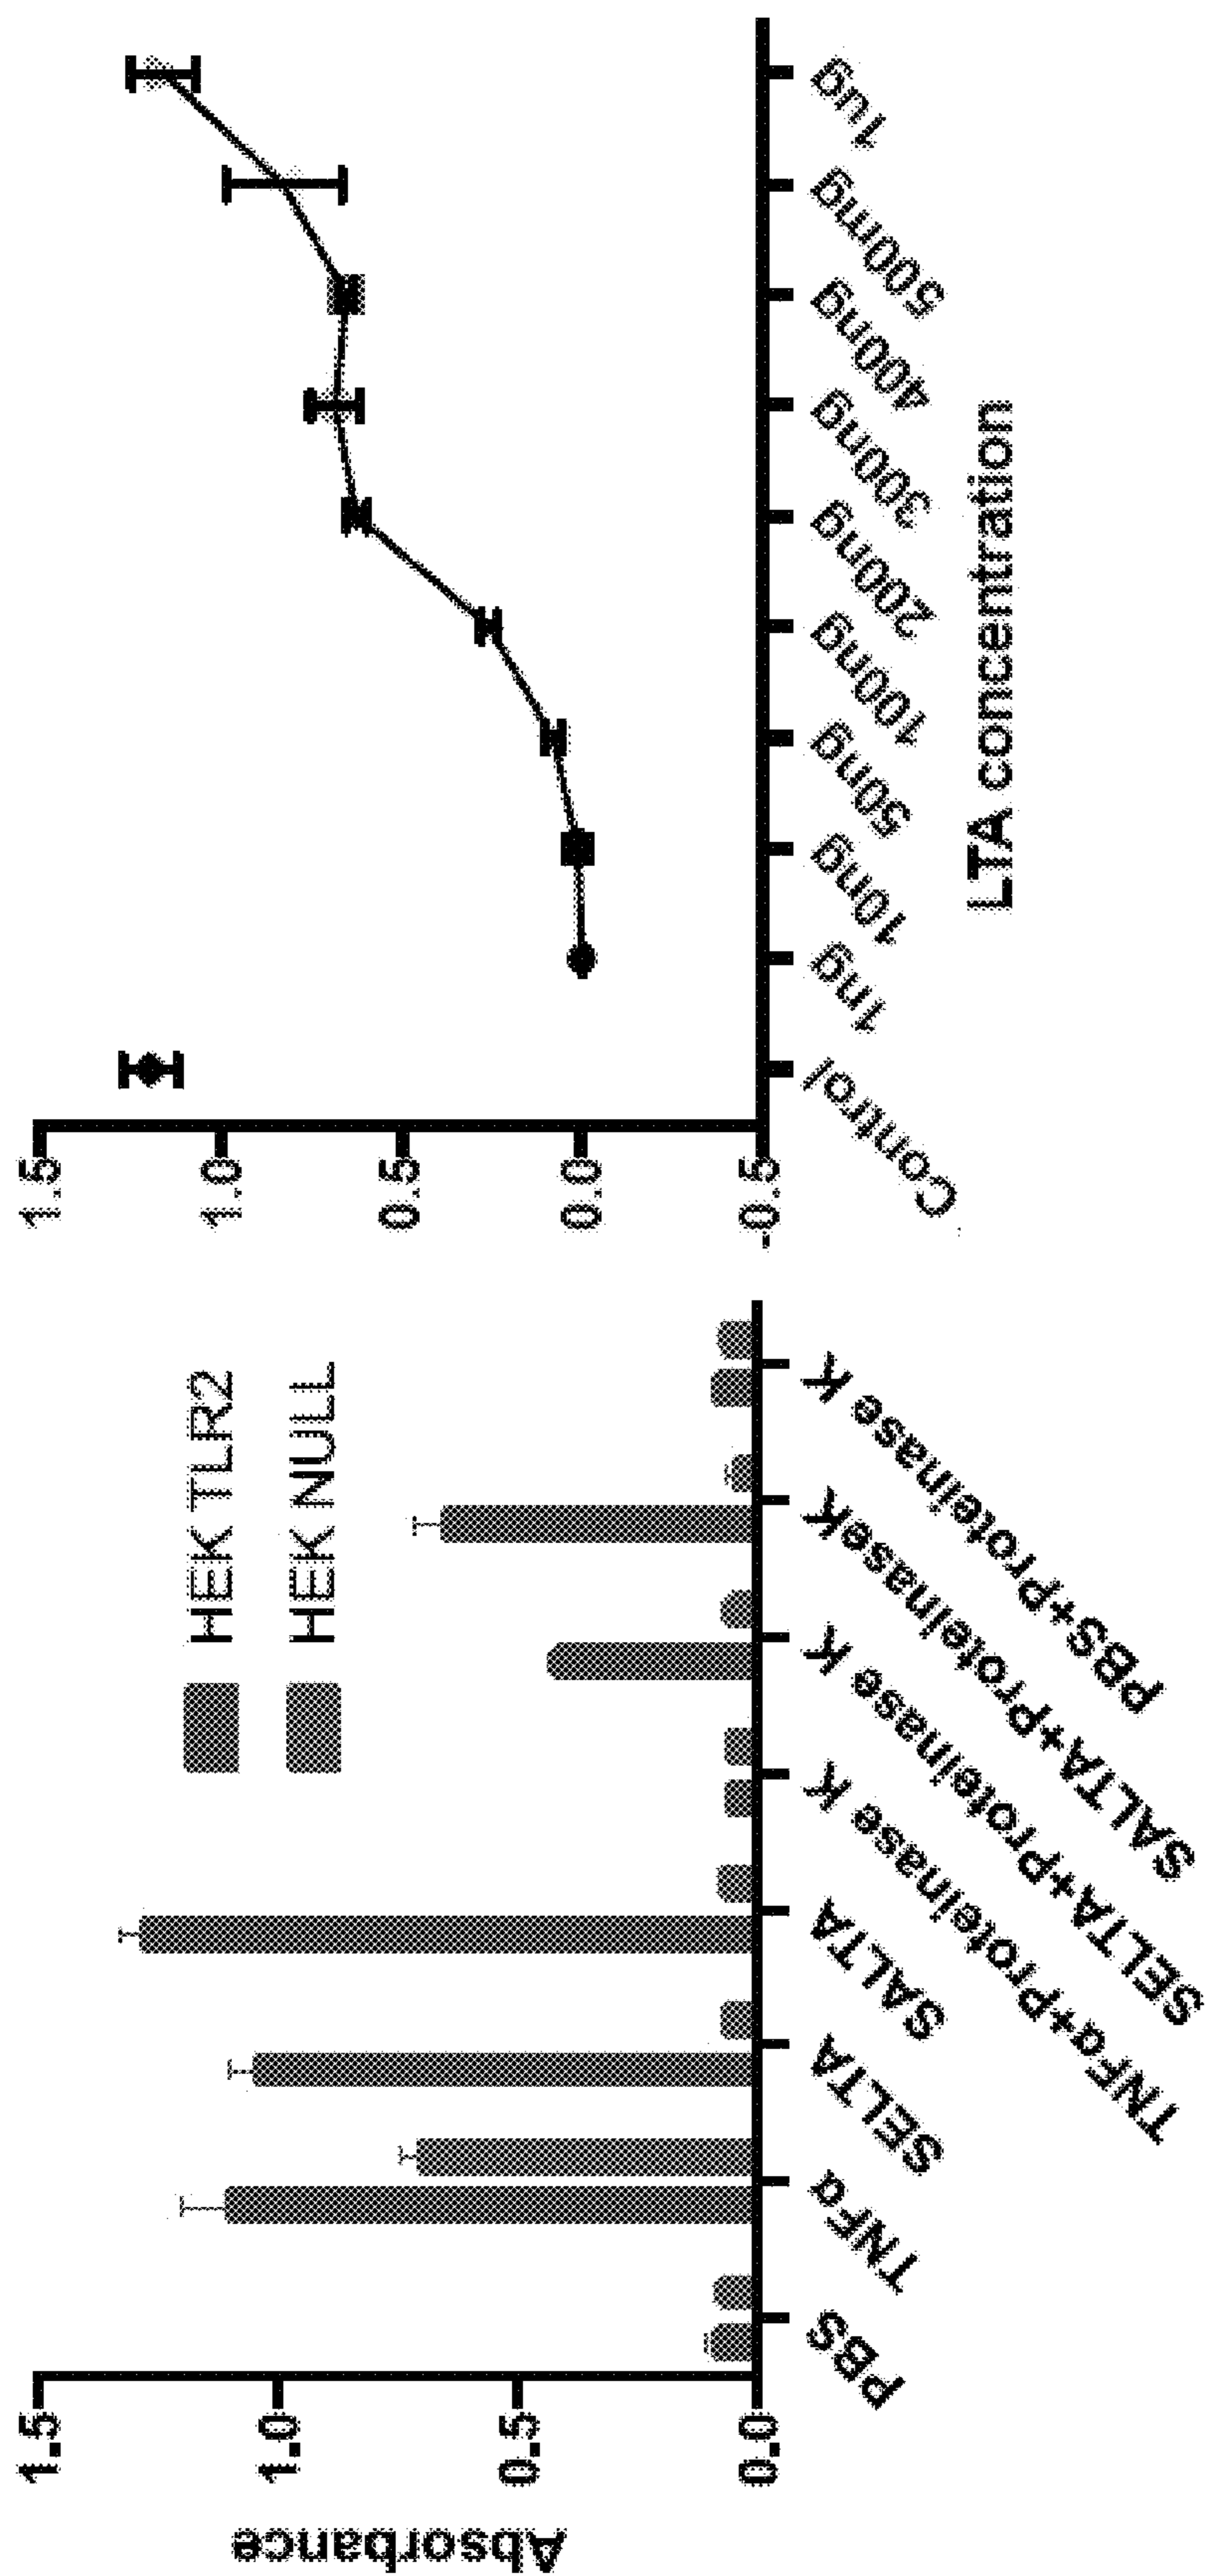 Absorbance
1.5
1.0
0.5
0.0
HEK TLR2
HEK NULL
PBS
TNFα
SELTA
SALTA
TNFα+Proteinase K
SELTA+Proteinase K
SALTA+ProteinaseK
PBS+Proteinase K
1.5
1.0
0.5
0.0
-0.5
Control
1ng
10ng
50ng
100ng
200ng
300ng
400ng
500mg
1ug
LTA concentration